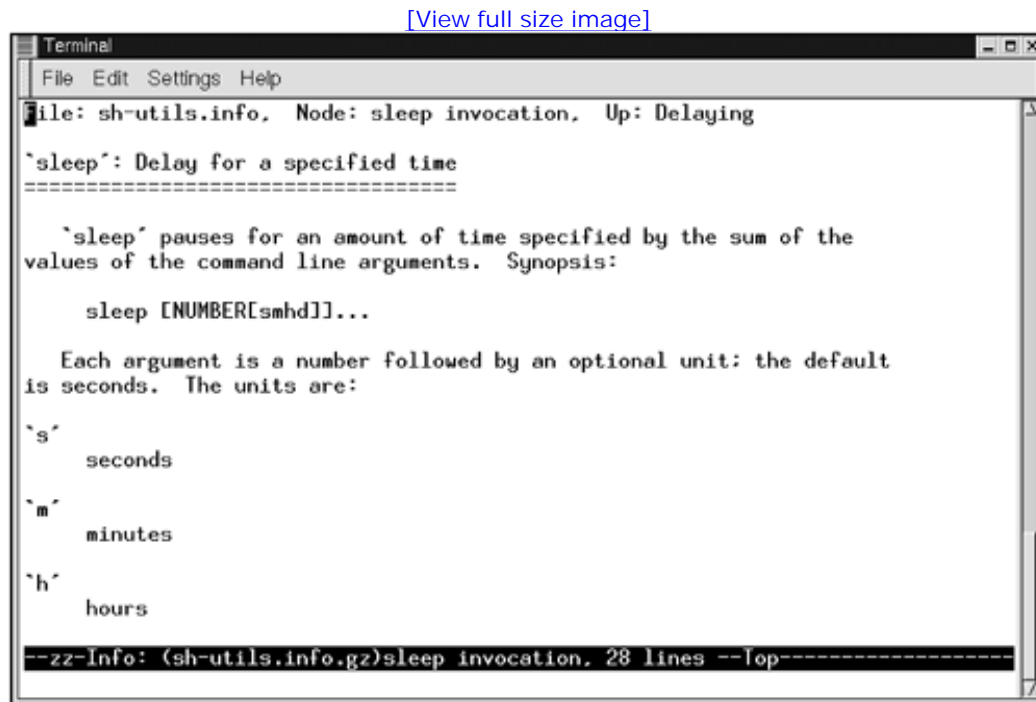 [View full size image]
Terminal
File Edit Settings Help
File: sh-utils.info, Node: sleep invocation, Up: Delaying
`sleep´: Delay for a specified time
===================================
`sleep´ pauses for an amount of time specified by the sum of the
values of the command line arguments. Synopsis:
sleep [NUMBER[smhd]]...
Each argument is a number followed by an optional unit; the default
is seconds. The units are:
`s´
seconds
`m´
minutes
`h´
hours
--zz-Info: (sh-utils.info.gz)sleep invocation, 28 lines --Top-------------------